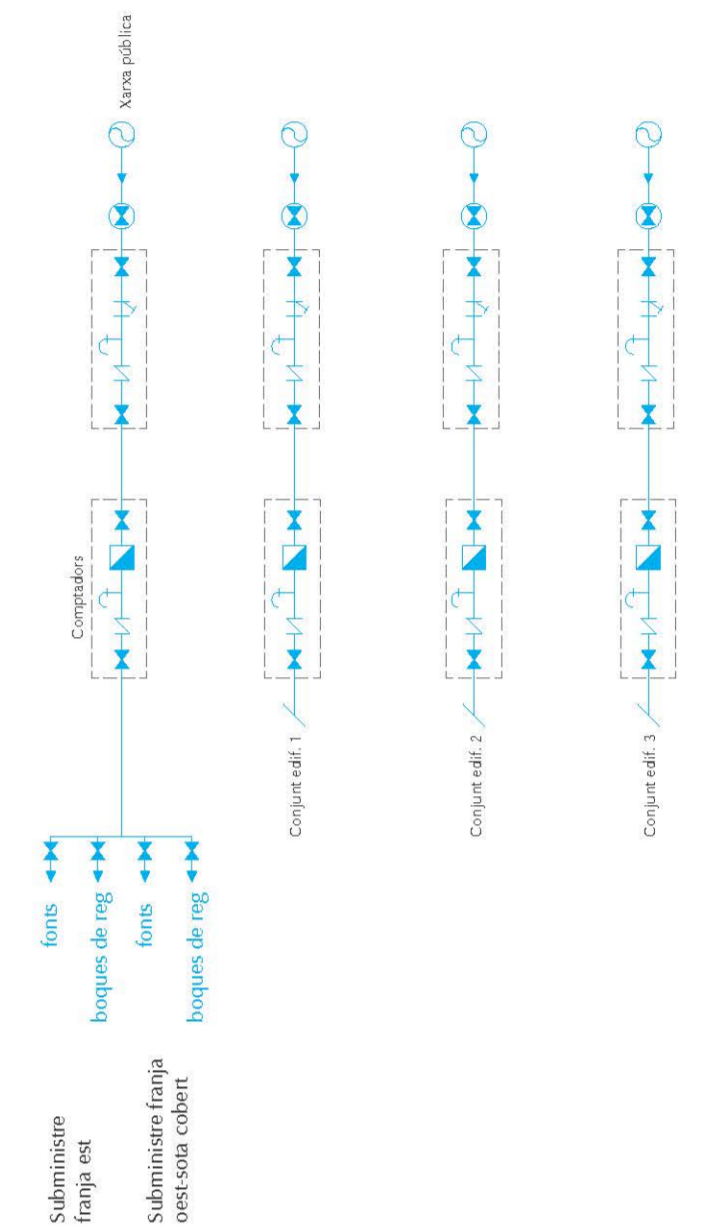 Xarxa pública
Comptadors
Conjunt edif. 1
Conjunt edif. 2
Conjunt edif. 3
fonts
boques de reg
fonts
boques de reg
Subministre
franja est
Subministre franja
oest-sota cobert